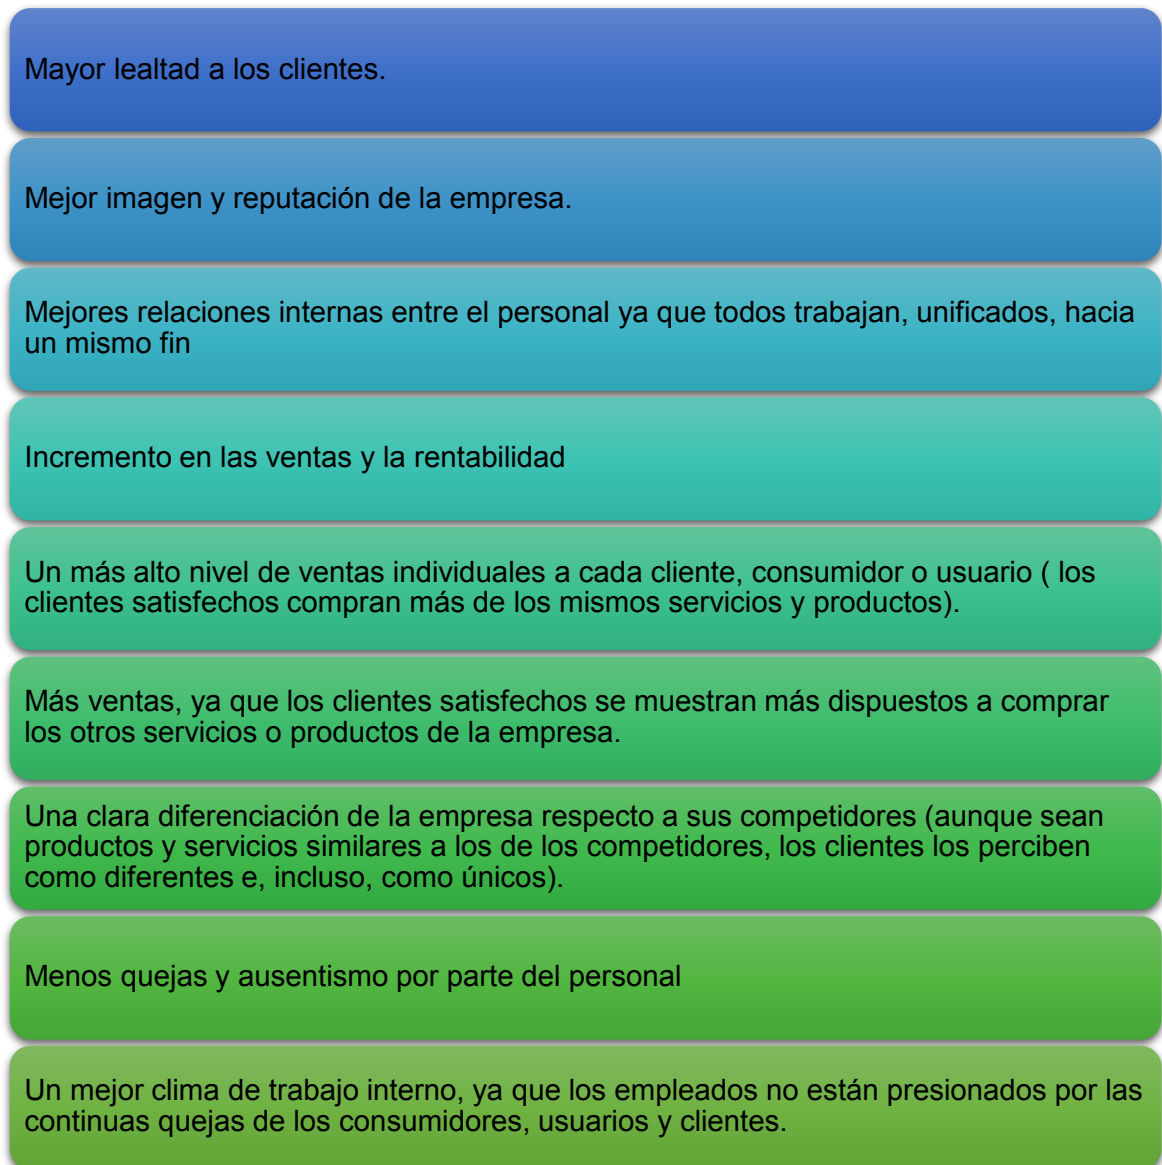 Mayor lealtad a los clientes.
Mejor imagen y reputación de la empresa.
Mejores relaciones internas entre el personal ya que todos trabajan, unificados, hacia
un mismo fin
Incremento en las ventas y la rentabilidad
Un más alto nivel de ventas individuales a cada cliente, consumidor o usuario ( los
clientes satisfechos compran más de los mismos servicios y productos).
Más ventas, ya que los clientes satisfechos se muestran más dispuestos a comprar
los otros servicios o productos de la empresa.
Una clara diferenciación de la empresa respecto a sus competidores (aunque sean
productos y servicios similares a los de los competidores, los clientes los perciben
como diferentes e, incluso, como únicos).
Menos quejas y ausentismo por parte del personal
Un mejor clima de trabajo interno, ya que los empleados no están presionados por las
continuas quejas de los consumidores, usuarios y clientes.